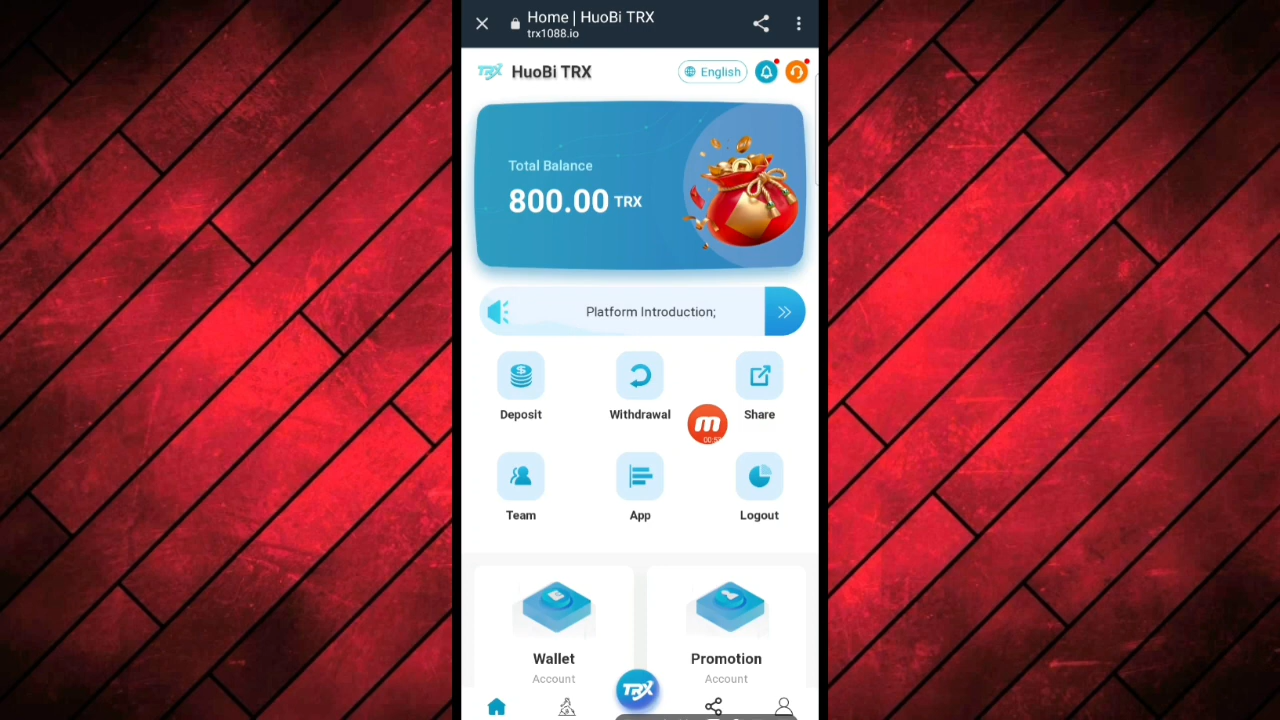 Home | HuoBi TRX
trx1088.io
TRX HuoBi TRX
English
Total Balance
800.00 TRX
Platform Introduction;
Deposit
Withdrawal
Share
Team
App
Logout
Wallet
Promotion
Account
Account
TRX